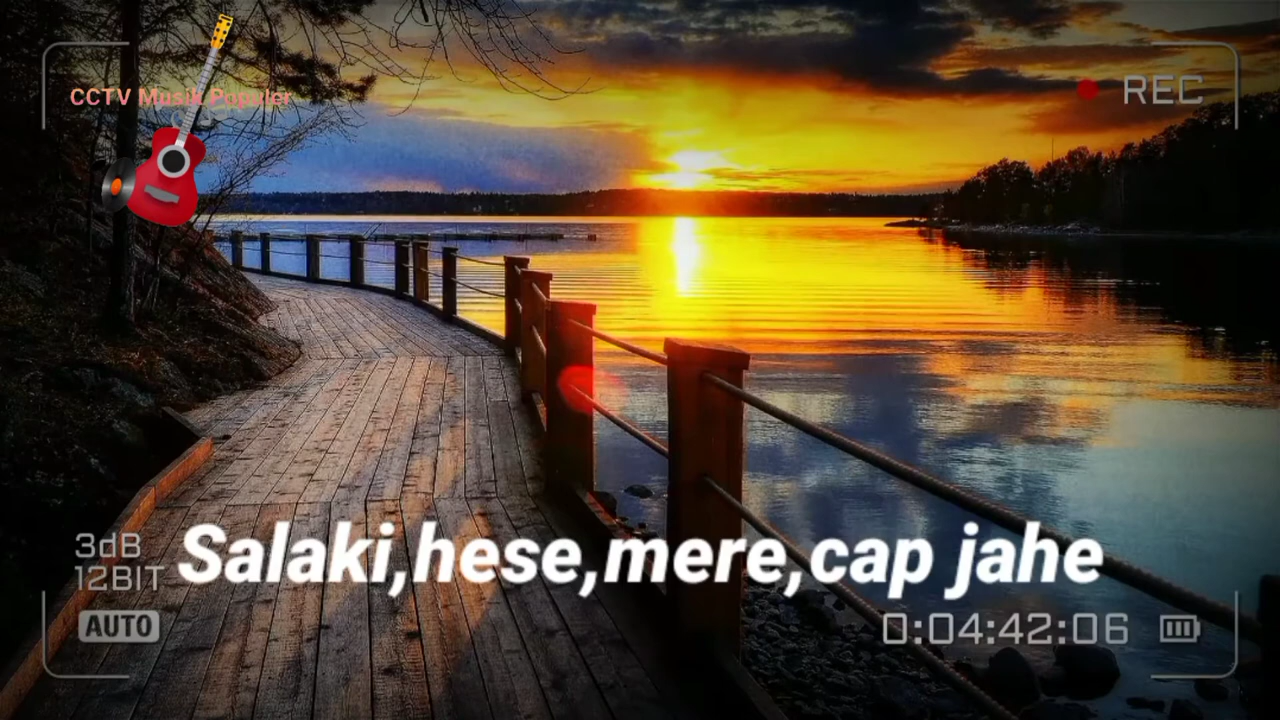 CCTV Musik Populer
REC
3dB
12BIT
Salaki,hese,mere,cap jahe
AUTO
0:04:42:06